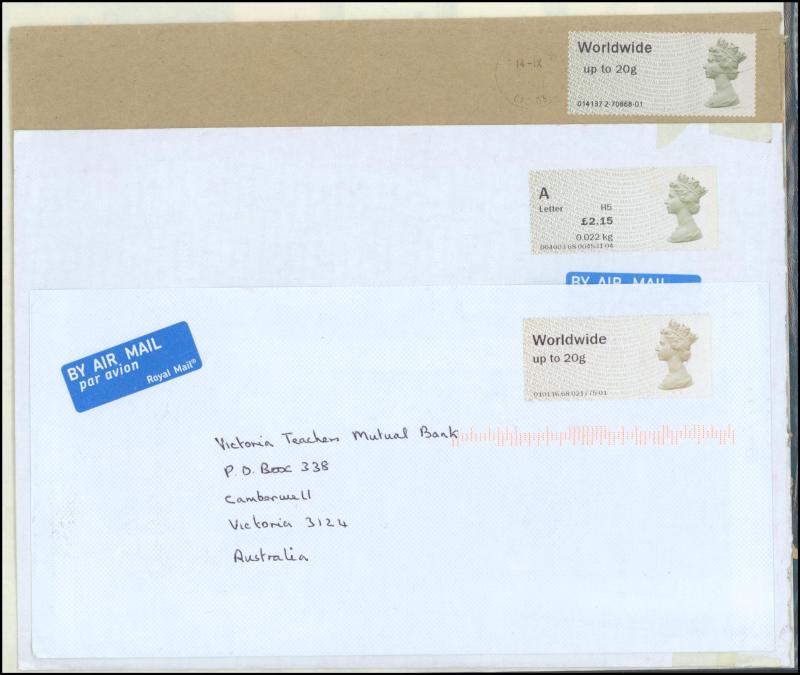 Worldwide
up to 20g
14-IX
014137 2-70868-01
A
Letter H5
£2.15
0.022 kg
BY AIR MAIL
Worldwide
up to 20g
BY AIR MAIL
par avion
Royal Mail®
Victoria Teachers Mutual Bank
P.O. Box 338
Camberwell
Victoria 3124
Australia